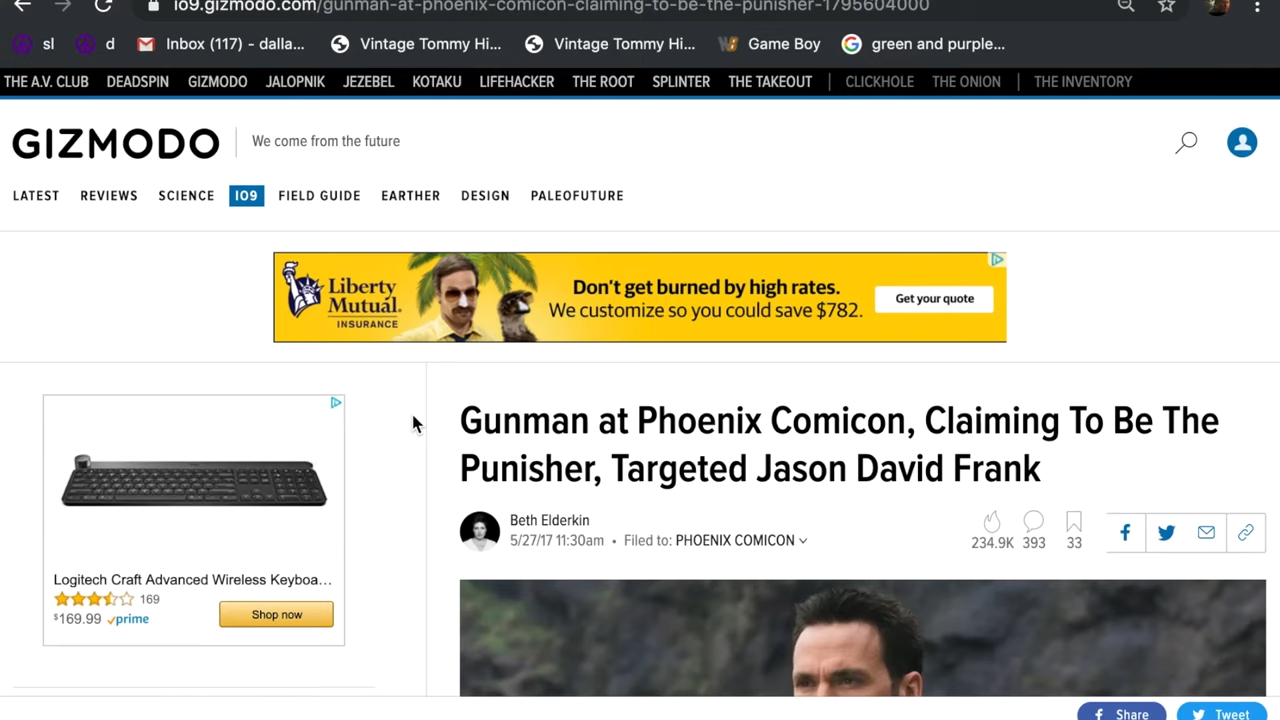 io9.gizmodo.com/gunman-at-phoenix-comicon-claiming-to-be-the-punisher-1795604000
sl d Inbox (117) - dalla... Vintage Tommy Hi... Vintage Tommy Hi... Game Boy green and purple...
THE A.V. CLUB DEADSPIN GIZMODO JALOPNIK JEZEBEL KOTAKU LIFEHACKER THE ROOT SPLINTER THE TAKEOUT | CLICKHOLE THE ONION | THE INVENTORY
GIZMODO | We come from the future
LATEST REVIEWS SCIENCE IO9 FIELD GUIDE EARTHER DESIGN PALEOFUTURE
Liberty
Mutual.
INSURANCE
Don't get burned by high rates.
We customize so you could save $782.
Get your quote
Logitech Craft Advanced Wireless Keyboa...
169
$169.99 prime
Shop now
Gunman at Phoenix Comicon, Claiming To Be The
Punisher, Targeted Jason David Frank
Beth Elderkin
5/27/17 11:30am • Filed to: PHOENIX COMICON
234.9K 393 33
Share Tweet